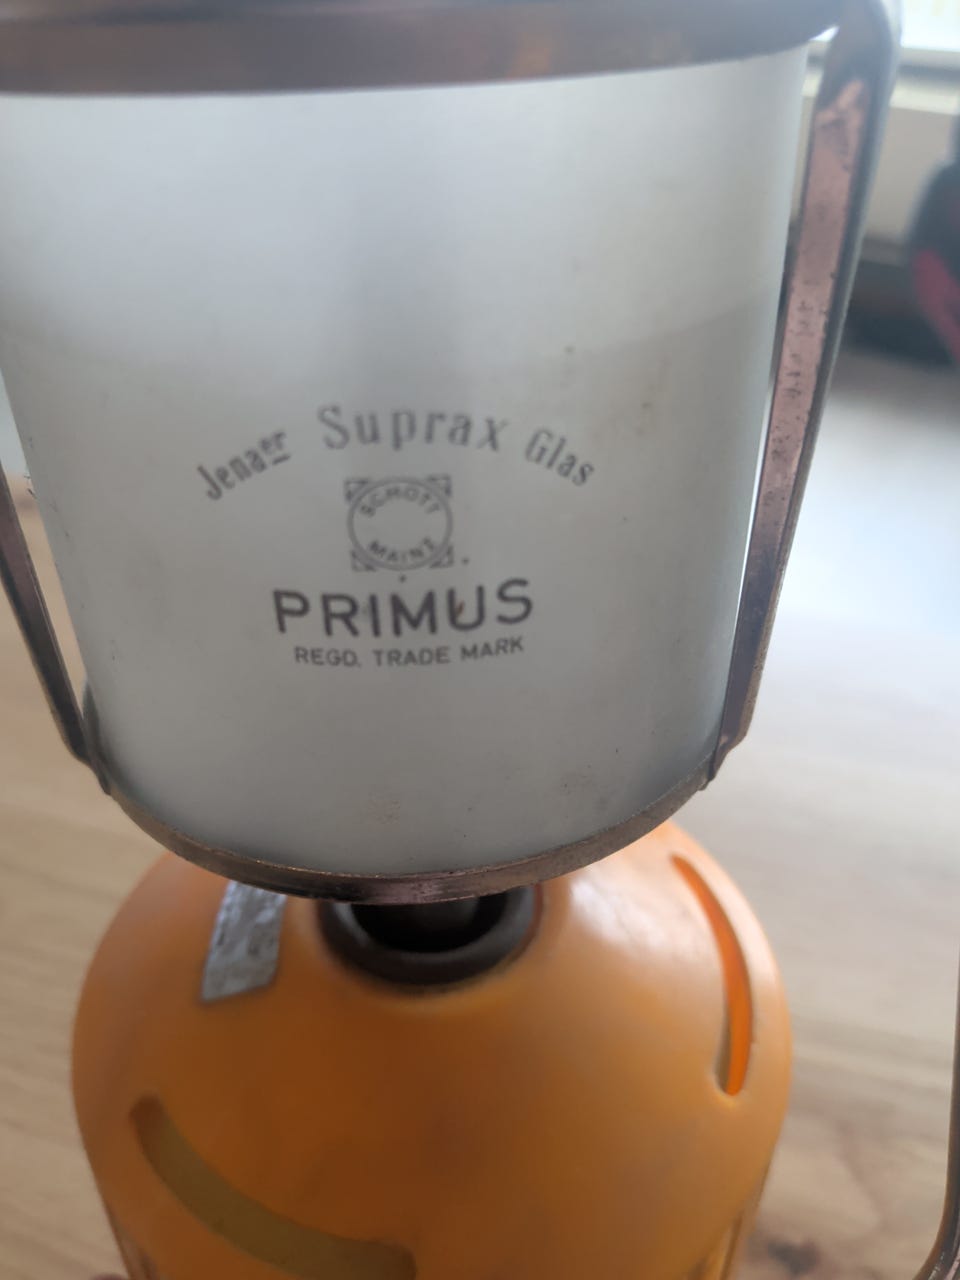 Jenaer Suprax Glas
SCHOTT
MAINZ
PRIMUS
REGD. TRADE MARK